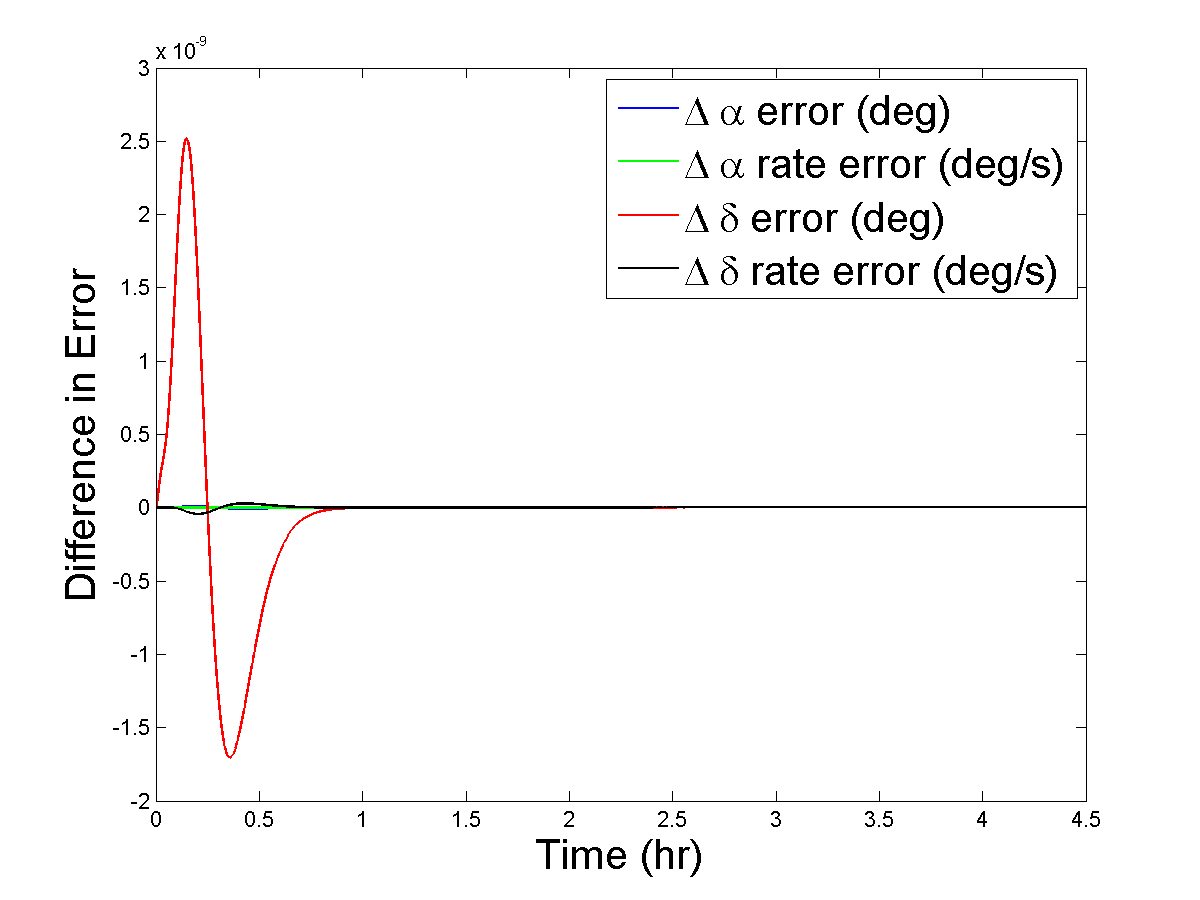 x 10-9
3
2.5
2
1.5
1
0.5
0
-0.5
-1
-1.5
-2
Difference in Error
Δ α error (deg)
Δ α rate error (deg/s)
Δ δ error (deg)
Δ δ rate error (deg/s)
0 0.5 1 1.5 2 2.5 3 3.5 4 4.5
Time (hr)